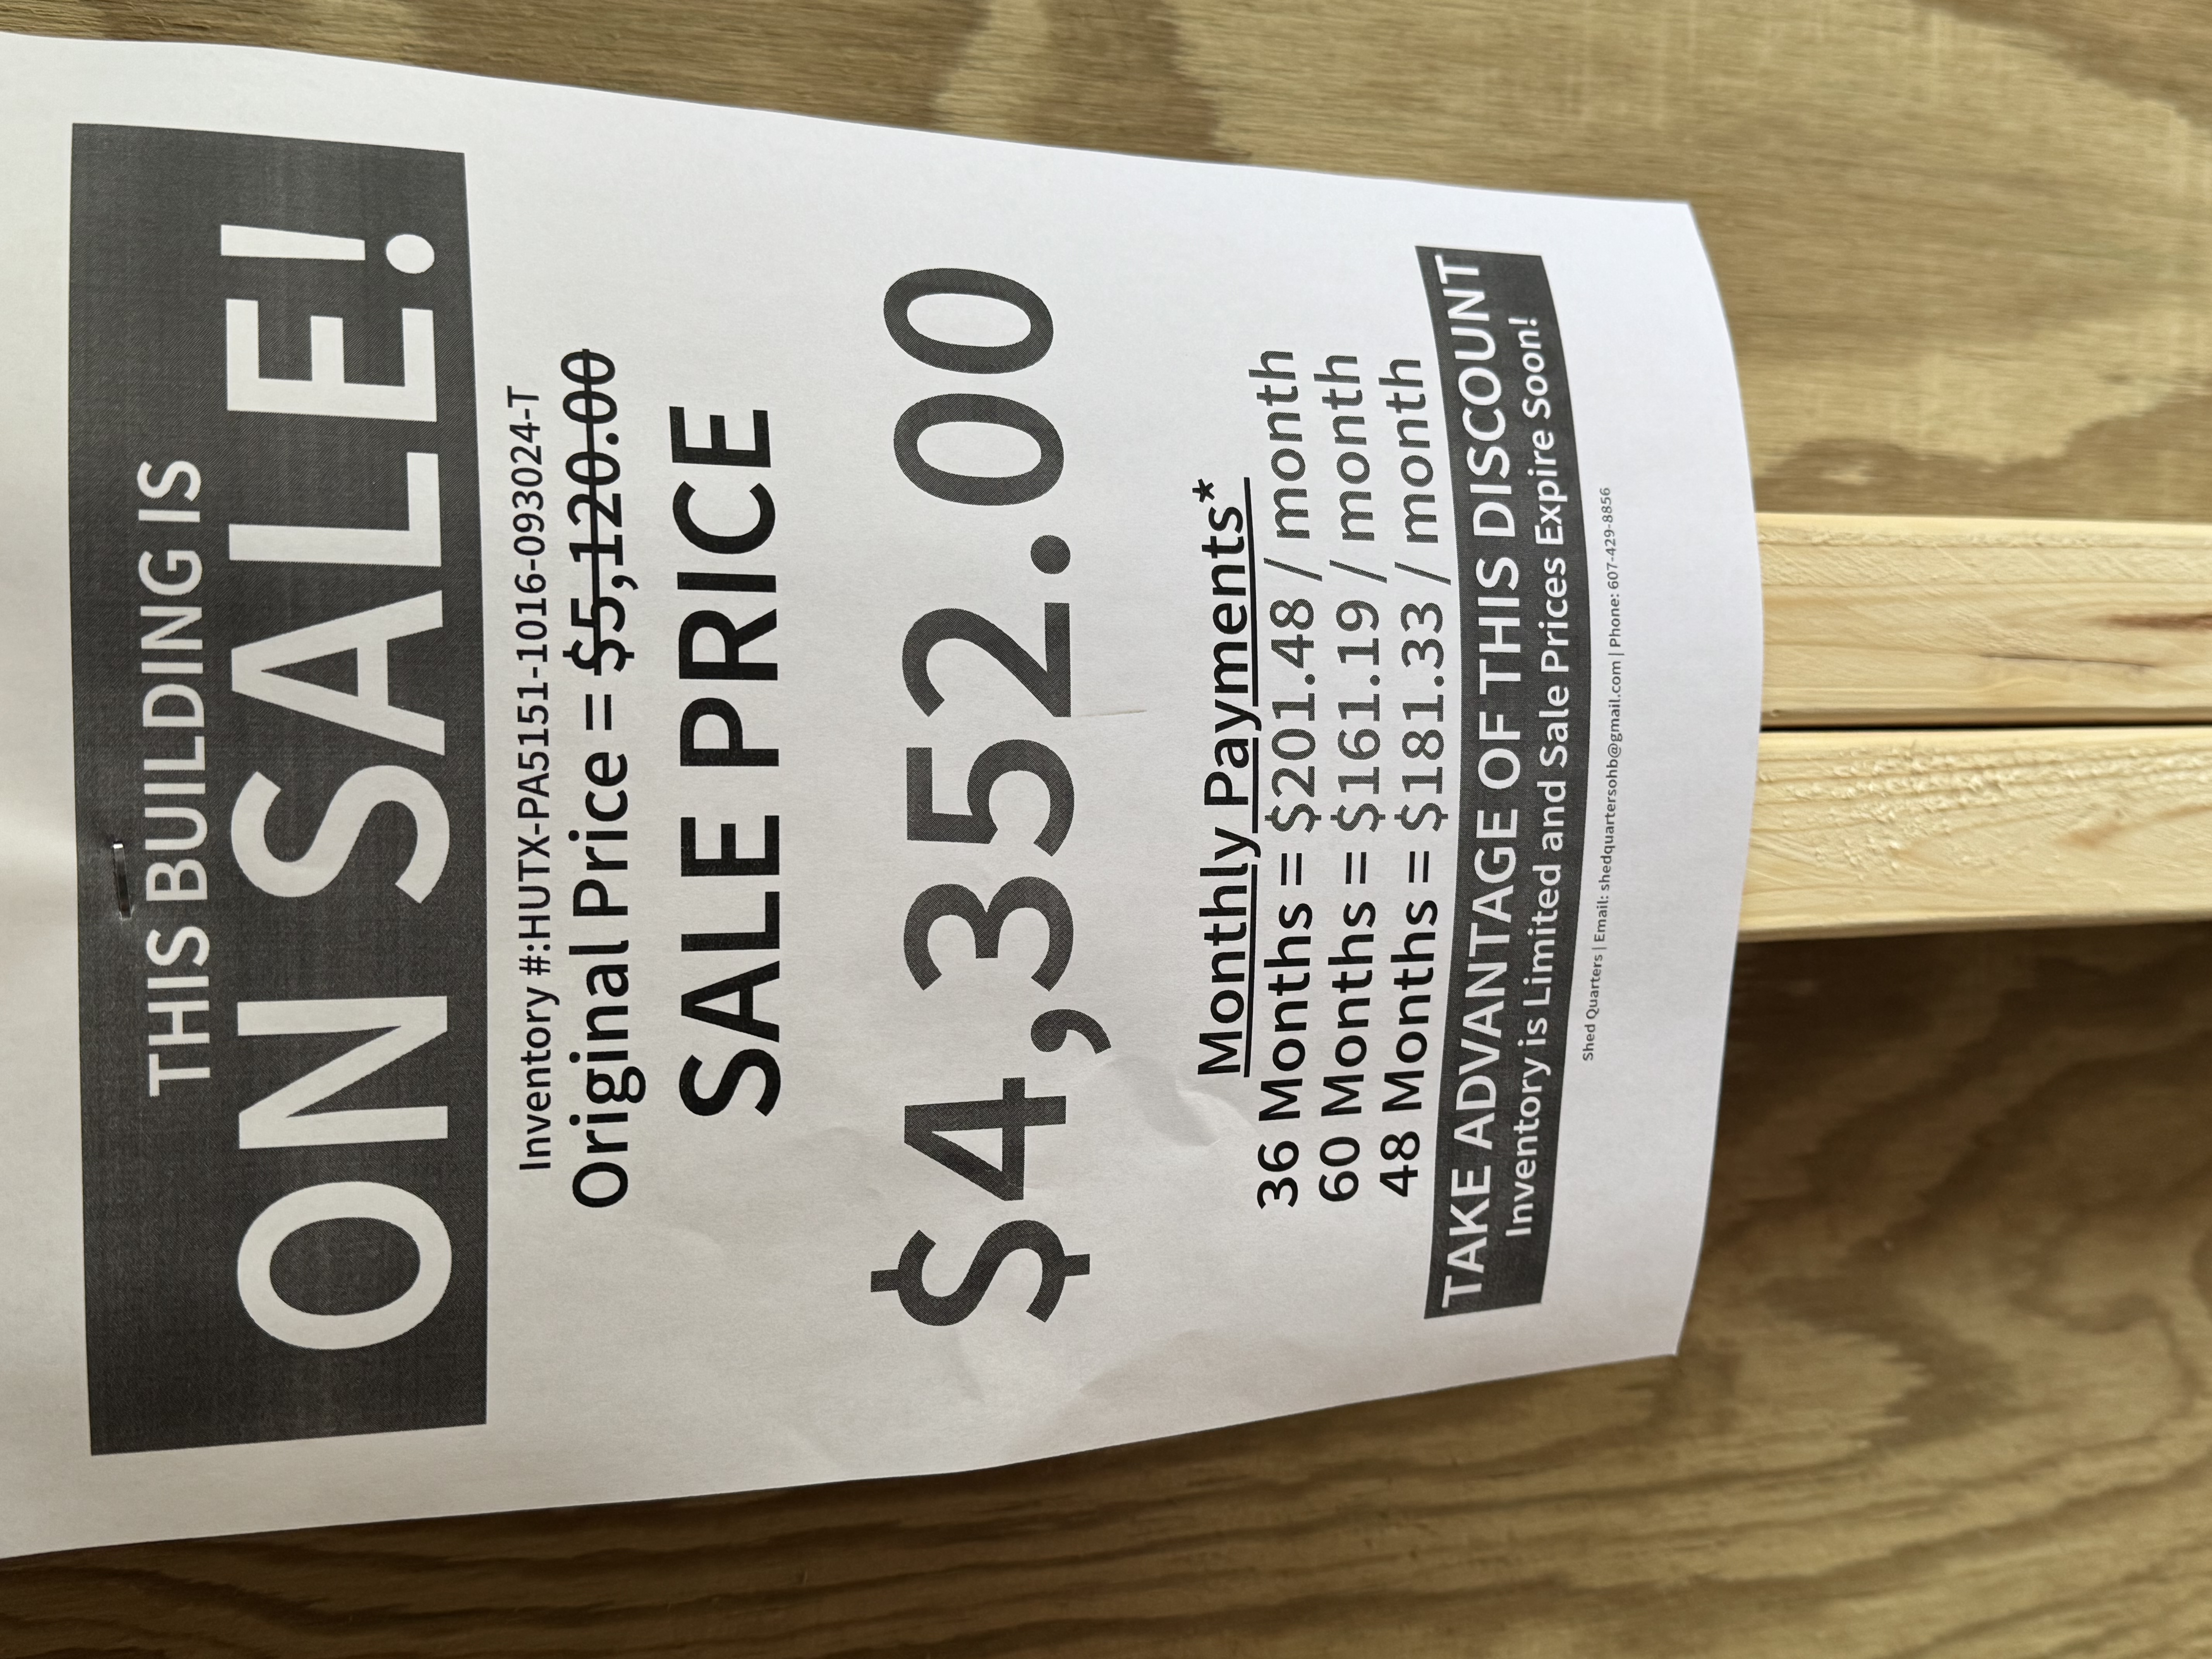 THIS BUILDING IS
ON SALE!
Inventory #:HUTX-PA5151-1016-093024-T
Original Price = $5,120.00
SALE PRICE
$4,352.00
Monthly Payments*
36 Months = $201.48 / month
60 Months = $161.19 / month
48 Months = $181.33 / month
TAKE ADVANTAGE OF THIS DISCOUNT
Inventory is Limited and Sale Prices Expire Soon!
Shed Quarters | Email: shedquartersohb@gmail.com | Phone: 607-429-8856